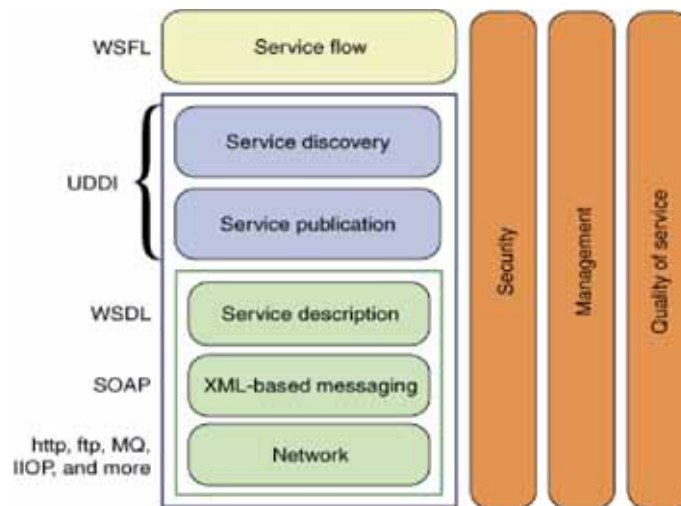 WSFL
Service flow
UDDI
Service discovery
Service publication
WSDL
Service description
SOAP
XML-based messaging
http, ftp, MQ,
IIOP, and more
Network
Security
Management
Quality of service